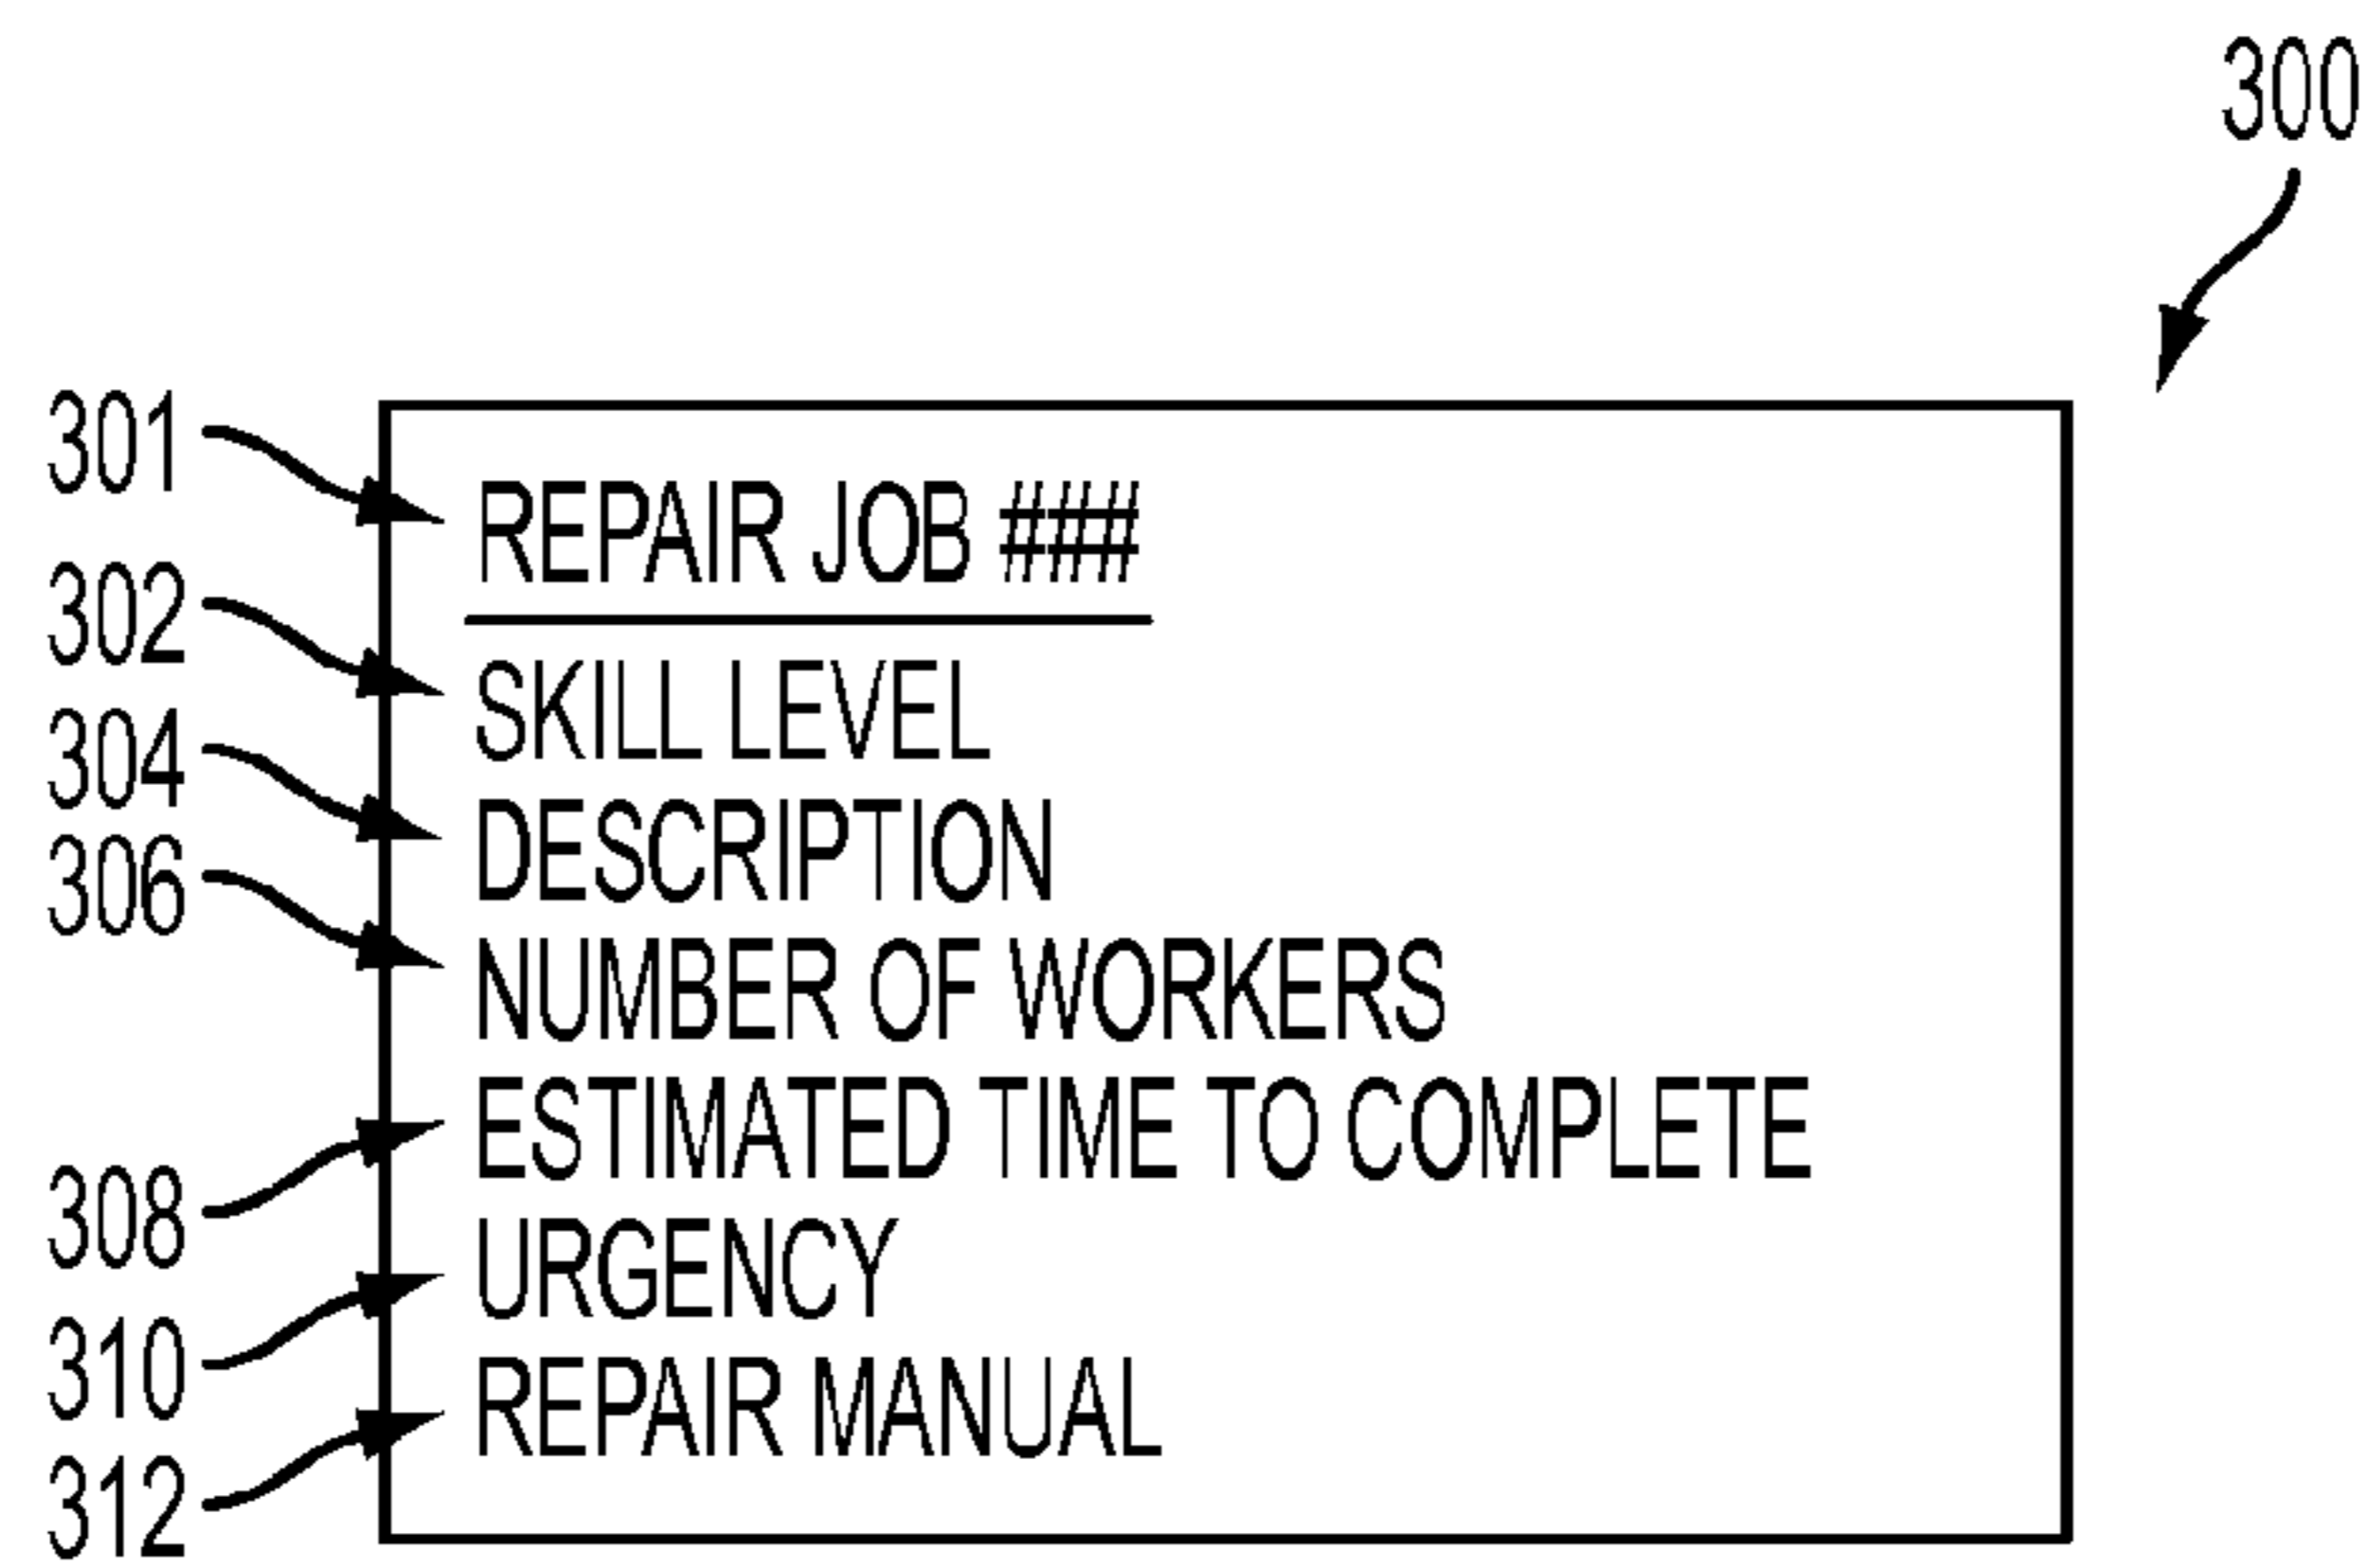 300
301 REPAIR JOB ###
302 SKILL LEVEL
304 DESCRIPTION
306 NUMBER OF WORKERS
308 ESTIMATED TIME TO COMPLETE
310 URGENCY
312 REPAIR MANUAL